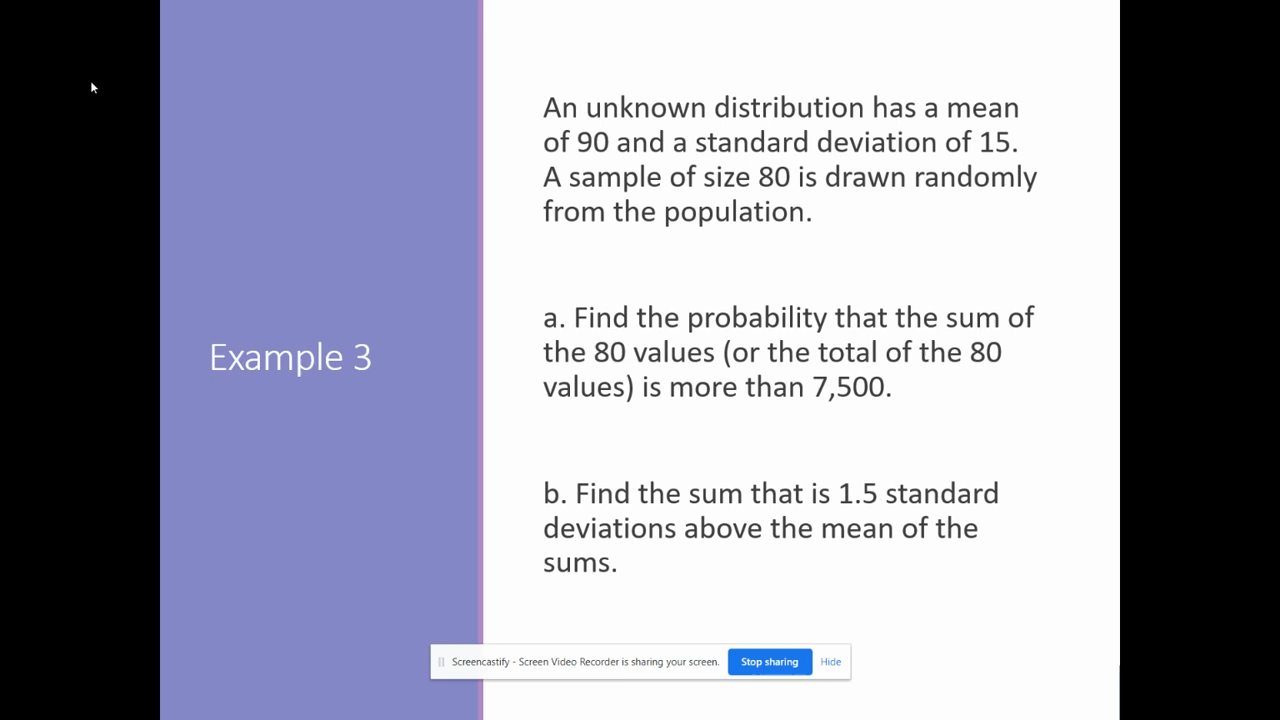 Example 3
An unknown distribution has a mean
of 90 and a standard deviation of 15.
A sample of size 80 is drawn randomly
from the population.
a. Find the probability that the sum of
the 80 values (or the total of the 80
values) is more than 7,500.
b. Find the sum that is 1.5 standard
deviations above the mean of the
sums.
Screencastify - Screen Video Recorder is sharing your screen.
Stop sharing
Hide